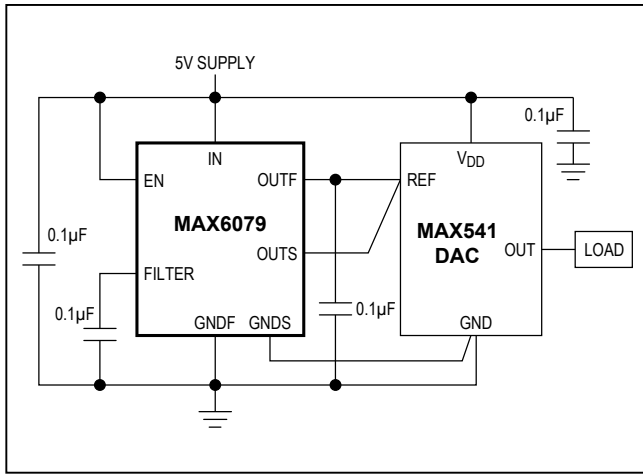 5V SUPPLY
0.1µF
IN
VDD
EN
OUTF
REF
MAX6079
MAX541
DAC
OUTS
OUT
LOAD
0.1µF
FILTER
0.1µF
GNDF
GNDS
0.1µF
GND